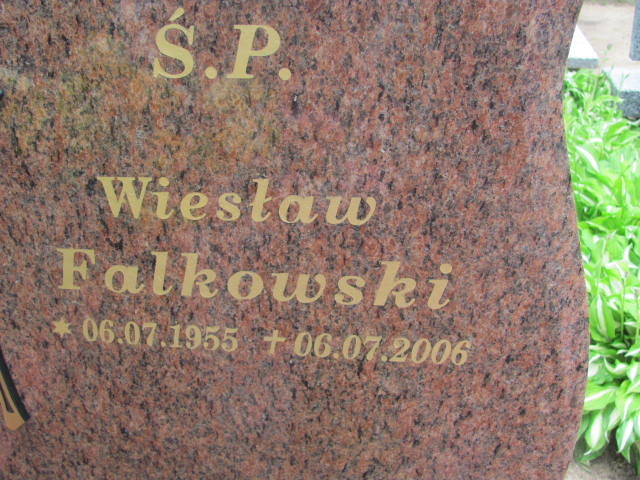 Ś.P.
Wiesław
Falkowski
* 06.07.1955 † 06.07.2006